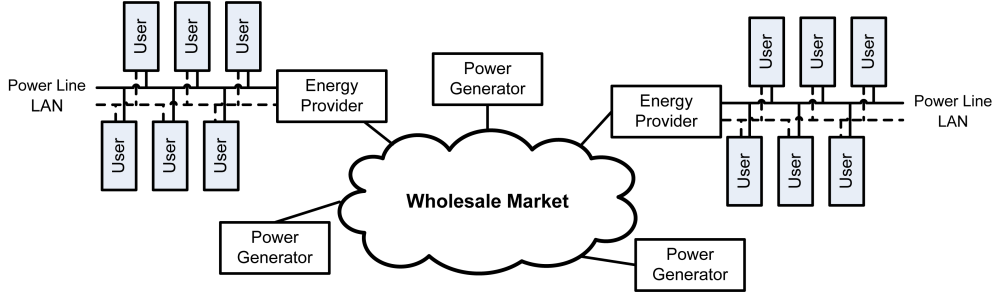 User
User
User
Power Line
LAN
Energy
Provider
User
User
User
Power
Generator
User
User
User
Energy
Provider
Power Line
LAN
User
User
User
Wholesale Market
Power
Generator
Power
Generator